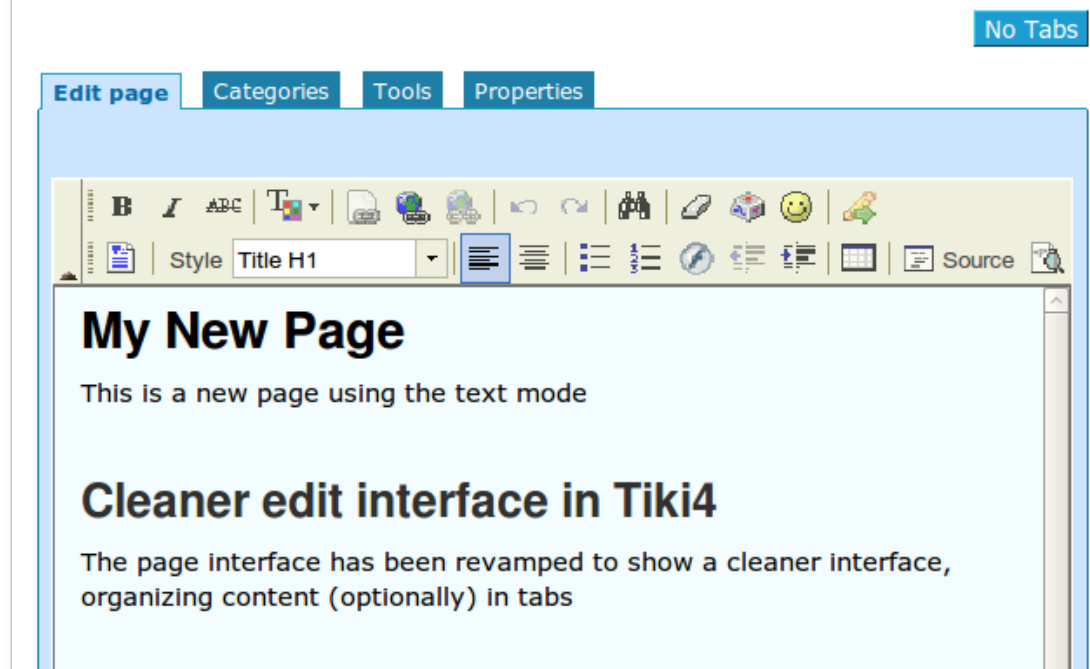 No Tabs
Edit page Categories Tools Properties
B I ABC T
Style Title H1 Source
My New Page
This is a new page using the text mode
Cleaner edit interface in Tiki4
The page interface has been revamped to show a cleaner interface,
organizing content (optionally) in tabs